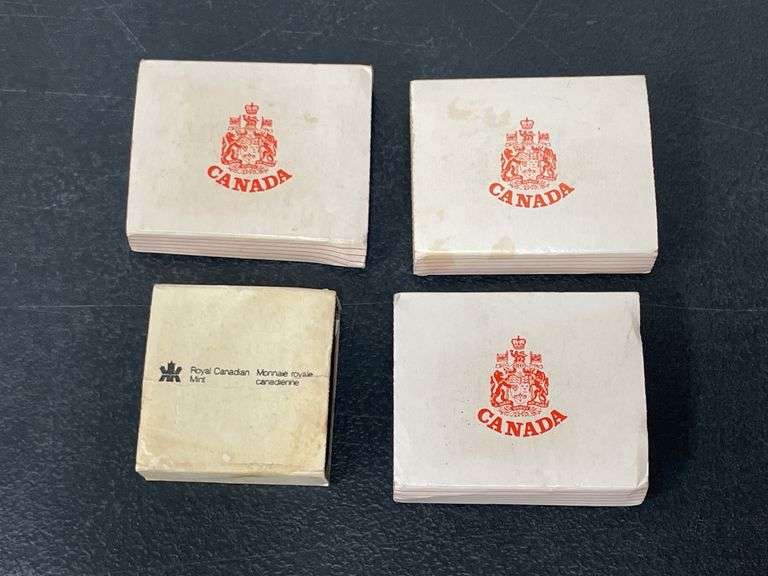 CANADA
CANADA
Royal Canadian Mint
Monnaie royale canadienne
CANADA